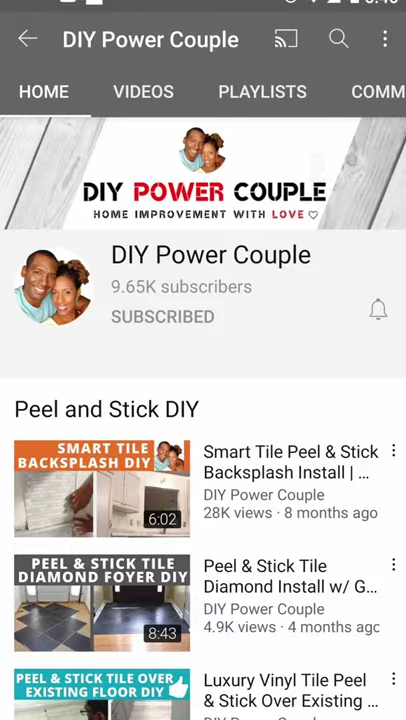 DIY Power Couple
HOME VIDEOS PLAYLISTS COMM
DIY POWER COUPLE
HOME IMPROVEMENT WITH LOVE
DIY Power Couple
9.65K subscribers
SUBSCRIBED
Peel and Stick DIY
SMART TILE
BACKSPLASH DIY
6:02
Smart Tile Peel & Stick
Backsplash Install | ...
DIY Power Couple
28K views · 8 months ago
PEEL & STICK TILE
DIAMOND FOYER DIY
8:43
Peel & Stick Tile
Diamond Install w/ G...
DIY Power Couple
4.9K views · 4 months ago
PEEL & STICK TILE OVER
EXISTING FLOOR DIY
Luxury Vinyl Tile Peel
& Stick Over Existing ...